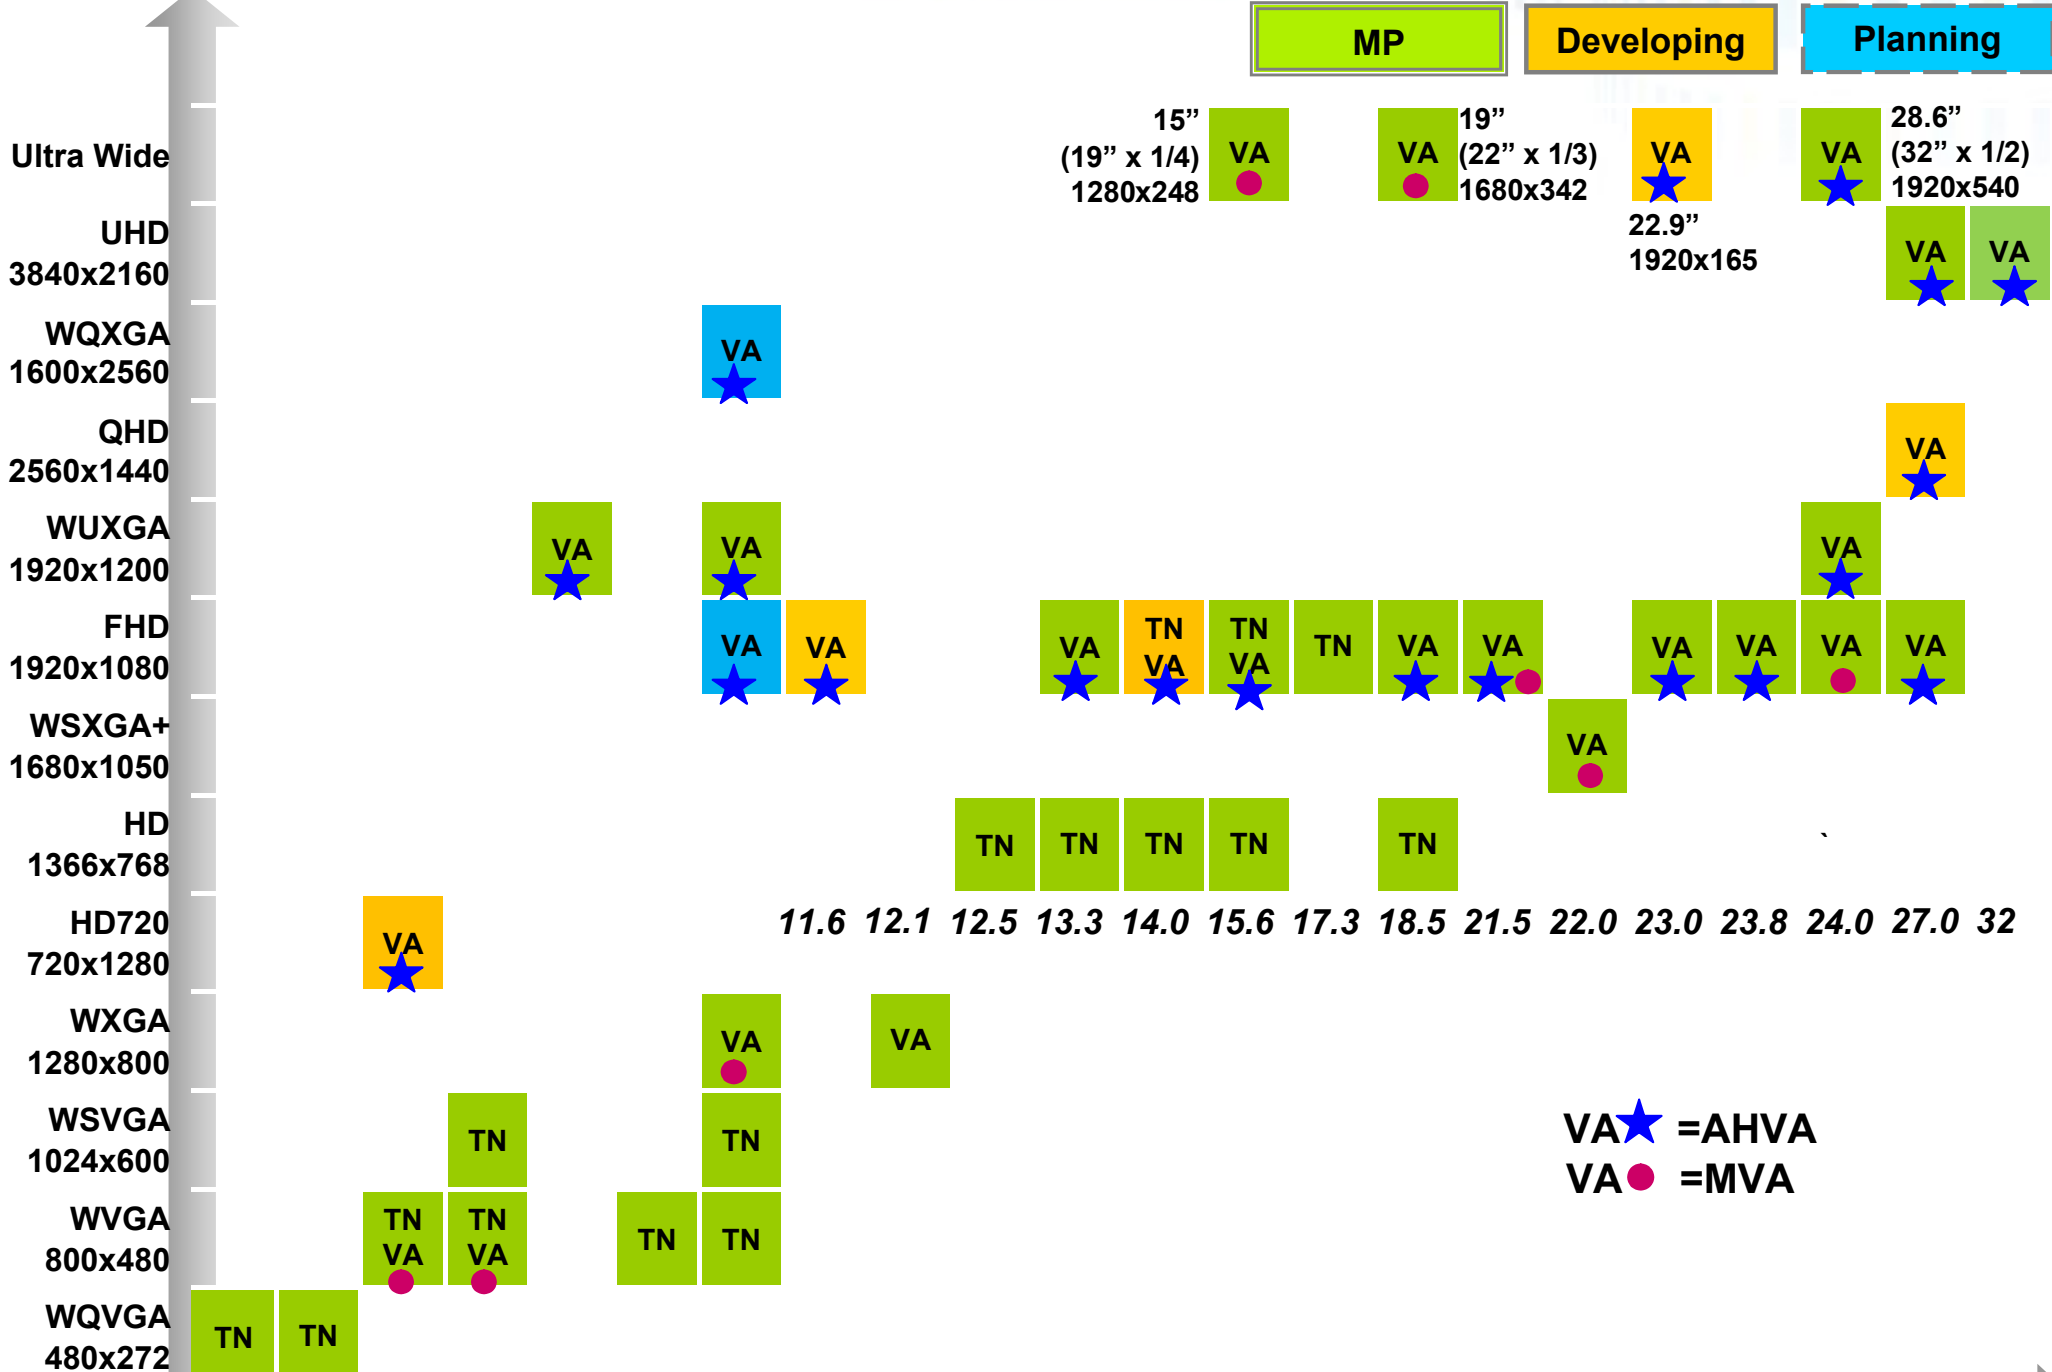 MP Developing Planning
15” 19” 28.6”
Ultra Wide (19” x 1/4) VA VA (22” x 1/3) VA VA (32” x 1/2)
1280x248 1680x342 1920x540
UHD 22.9”
3840x2160 1920x165 VA VA
WQXGA VA
1600x2560
QHD VA
2560x1440
WUXGA VA VA VA
1920x1200
FHD TN TN
1920x1080 VA VA VA VA VA TN VA VA VA VA VA VA
WSXGA+ VA
1680x1050
HD TN TN TN TN TN `
1366x768
HD720 11.6 12.1 12.5 13.3 14.0 15.6 17.3 18.5 21.5 22.0 23.0 23.8 24.0 27.0 32
720x1280 VA
WXGA VA VA
1280x800
WSVGA TN TN
1024x600
VA =AHVA
VA =MVA
WVGA TN TN TN TN
800x480 VA VA
WQVGA TN TN
480x272